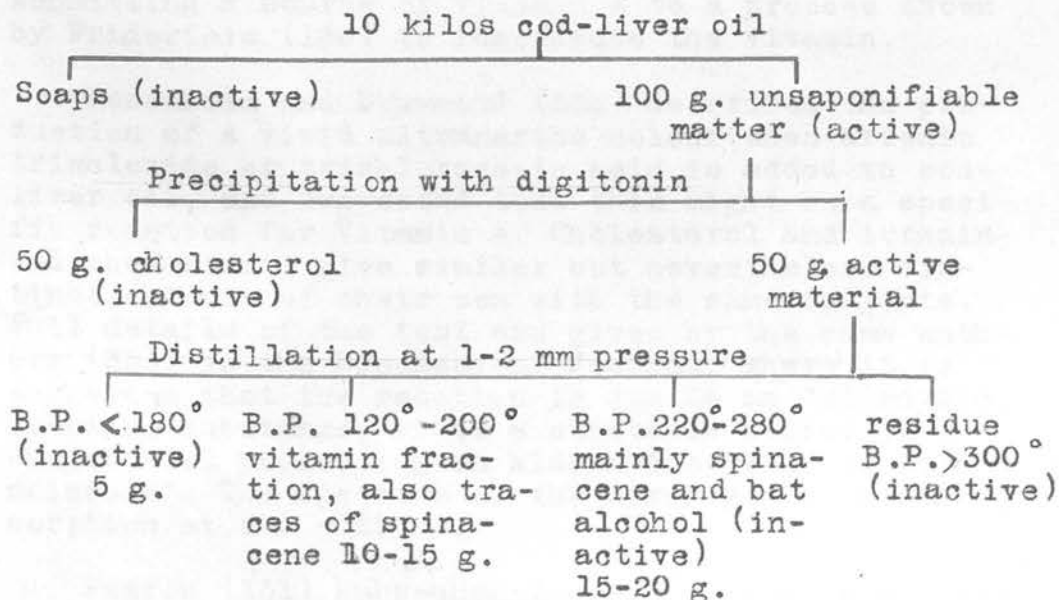 10 kilos cod-liver oil
Soaps (inactive)
100 g. unsaponifiable
matter (active)
Precipitation with digitonin
50 g. cholesterol
(inactive)
50 g. active
material
Distillation at 1-2 mm pressure
B.P. <180°
(inactive)
5 g.
B.P. 120°-200°
vitamin frac-
tion, also tra-
ces of spina-
cene 10-15 g.
B.P.220°-280°
mainly spina-
cene and bat
alcohol (in-
active)
15-20 g.
residue
B.P.>300°
(inactive)